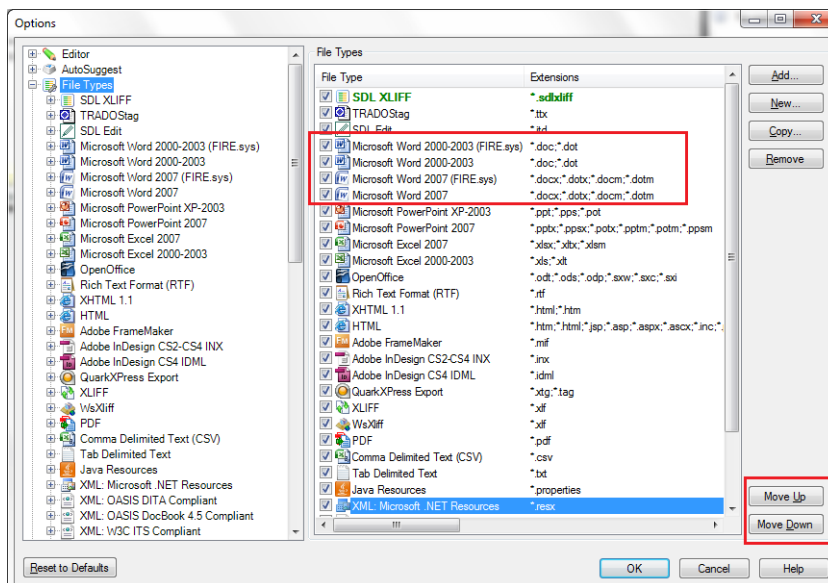 Options
Editor
AutoSuggest
File Types
SDL XLIFF
TRADOStag
SDL Edit
Microsoft Word 2000-2003 (FIRE.sys)
Microsoft Word 2000-2003
Microsoft Word 2007 (FIRE.sys)
Microsoft Word 2007
Microsoft PowerPoint XP-2003
Microsoft PowerPoint 2007
Microsoft Excel 2007
Microsoft Excel 2000-2003
OpenOffice
Rich Text Format (RTF)
XHTML 1.1
HTML
Adobe FrameMaker
Adobe InDesign CS2-CS4 INX
Adobe InDesign CS4 IDML
QuarkXPress Export
XLIFF
WsXliff
PDF
Comma Delimited Text (CSV)
Tab Delimited Text
Java Resources
XML: Microsoft .NET Resources
XML: OASIS DITA Compliant
XML: OASIS DocBook 4.5 Compliant
XML: W3C ITS Compliant
File Types
File Type Extensions
SDL XLIFF *.sdlxliff
TRADOStag *.ttx
SDL Edit *.itd
Microsoft Word 2000-2003 (FIRE.sys) *.doc;*.dot
Microsoft Word 2000-2003 *.doc;*.dot
Microsoft Word 2007 (FIRE.sys) *.docx;*.dotx;*.docm;*.dotm
Microsoft Word 2007 *.docx;*.dotx;*.docm;*.dotm
Microsoft PowerPoint XP-2003 *.ppt;*.pps;*.pot
Microsoft PowerPoint 2007 *.pptx;*.ppsx;*.potx;*.pptm;*.potm;*.ppsm
Microsoft Excel 2007 *.xlsx;*.xltx;*.xlsm
Microsoft Excel 2000-2003 *.xls;*.xlt
OpenOffice *.odt;*.ods;*.odp;*.sxw;*.sxc;*.sxi
Rich Text Format (RTF) *.rtf
XHTML 1.1 *.html;*.htm
HTML *.htm;*.html;*.jsp;*.asp;*.aspx;*.ascx;*.inc;*.
Adobe FrameMaker *.mif
Adobe InDesign CS2-CS4 INX *.inx
Adobe InDesign CS4 IDML *.idml
QuarkXPress Export *.xtg;*.tag
XLIFF *.xlf
WsXliff *.xlf
PDF *.pdf
Comma Delimited Text (CSV) *.csv
Tab Delimited Text *.txt
Java Resources *.properties
XML: Microsoft .NET Resources *.resx
Add...
New...
Copy...
Remove
Move Up
Move Down
Reset to Defaults
OK
Cancel
Help